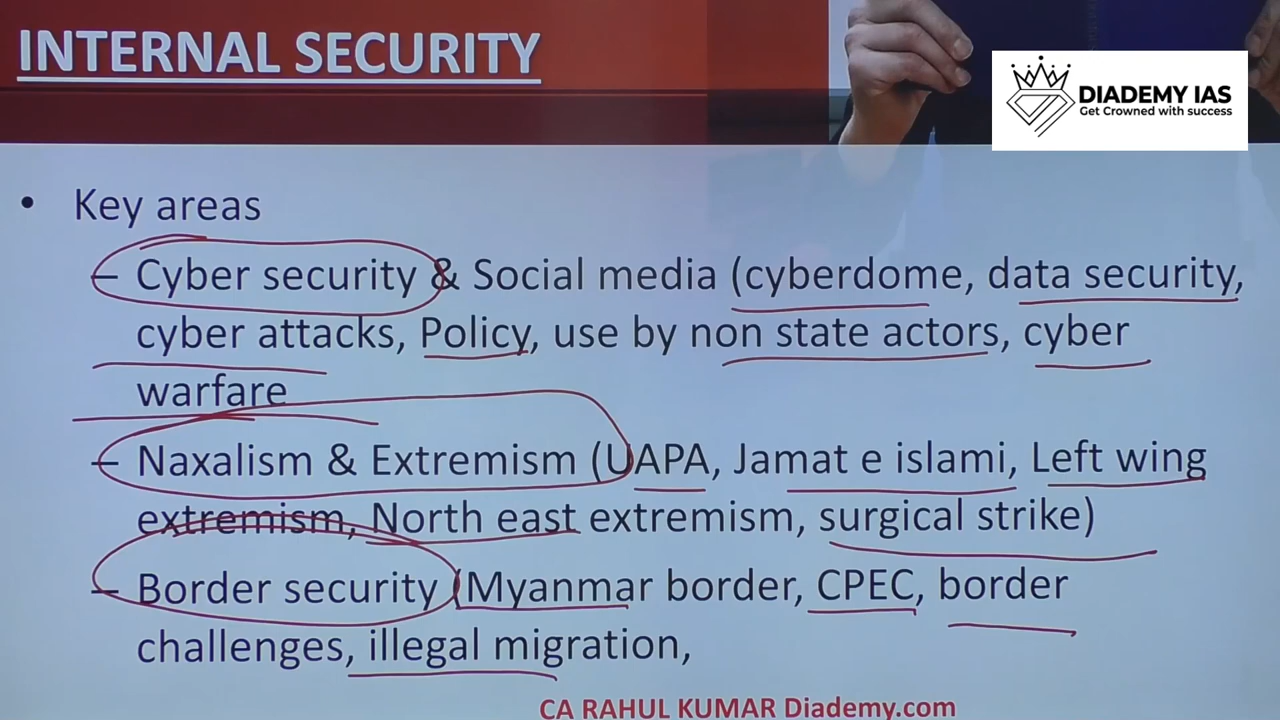 INTERNAL SECURITY
DIADEMY IAS
Get Crowned with success
• Key areas
– Cyber security & Social media (cyberdome, data security,
cyber attacks, Policy, use by non state actors, cyber
warfare
– Naxalism & Extremism (UAPA, Jamat e islami, Left wing
extremism, North east extremism, surgical strike)
– Border security (Myanmar border, CPEC, border
challenges, illegal migration,
CA RAHUL KUMAR Diademy.com